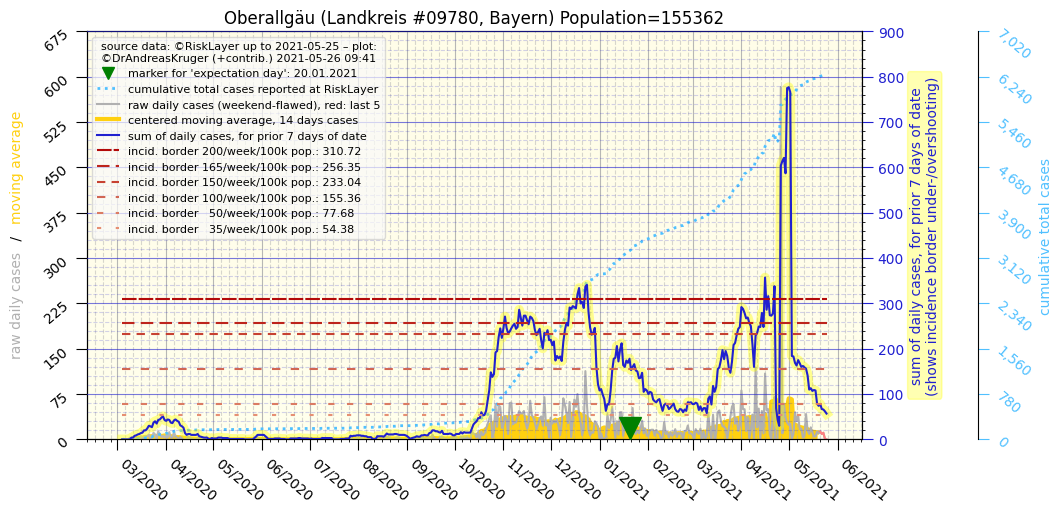 Oberallgäu (Landkreis #09780, Bayern) Population=155362
source data: ©RiskLayer up to 2021-05-25 – plot:
©DrAndreasKruger (+contrib.) 2021-05-26 09:41
marker for 'expectation day': 20.01.2021
cumulative total cases reported at RiskLayer
raw daily cases (weekend-flawed), red: last 5
centered moving average, 14 days cases
sum of daily cases, for prior 7 days of date
incid. border 200/week/100k pop.: 310.72
incid. border 165/week/100k pop.: 256.35
incid. border 150/week/100k pop.: 233.04
incid. border 100/week/100k pop.: 155.36
incid. border 50/week/100k pop.: 77.68
incid. border 35/week/100k pop.: 54.38
raw daily cases / moving average
675
600
525
450
375
300
225
150
75
0
03/2020
04/2020
05/2020
06/2020
07/2020
08/2020
09/2020
10/2020
11/2020
12/2020
01/2021
02/2021
03/2021
04/2021
05/2021
06/2021
900
800
700
600
500
400
300
200
100
0
sum of daily cases, for prior 7 days of date
(shows incidence border under-/overshooting)
7,020
6,240
5,460
4,680
3,900
3,120
2,340
1,560
780
0
cumulative total cases